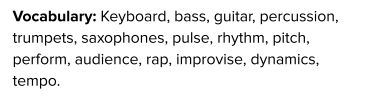 Vocabulary: Keyboard, bass, guitar, percussion,
trumpets, saxophones, pulse, rhythm, pitch,
perform, audience, rap, improvise, dynamics,
tempo.